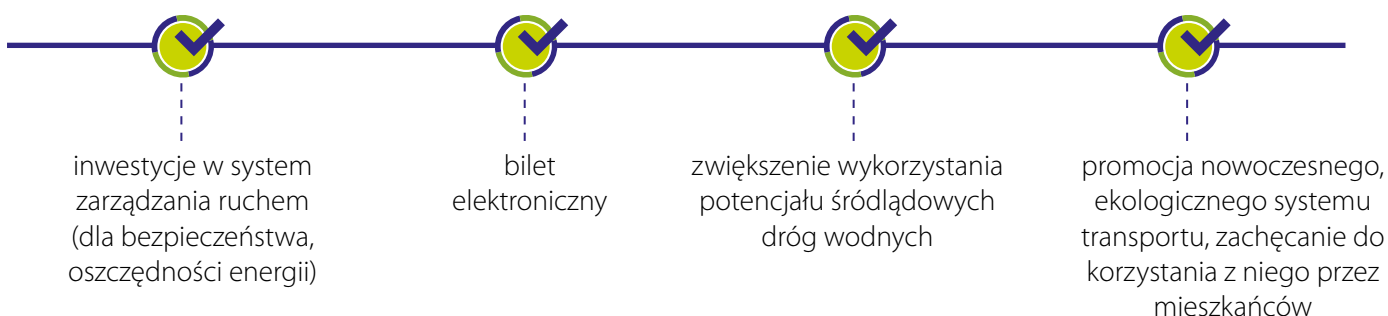 inwestycje w system
zarządzania ruchem
(dla bezpieczeństwa,
oszczędności energii)
bilet
elektroniczny
zwiększenie wykorzystania
potencjału śródlądowych
dróg wodnych
promocja nowoczesnego,
ekologicznego systemu
transportu, zachęcanie do
korzystania z niego przez
mieszkańców